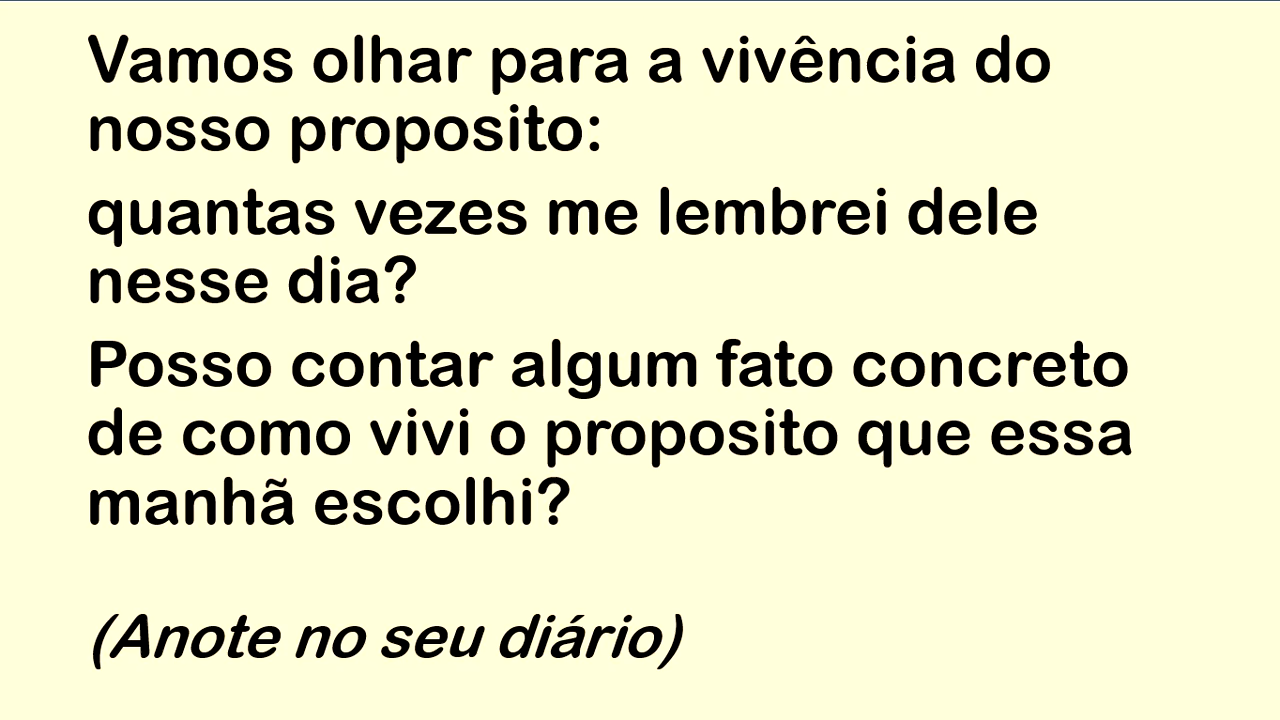 Vamos olhar para a vivência do
nosso proposito:
quantas vezes me lembrei dele
nesse dia?
Posso contar algum fato concreto
de como vivi o proposito que essa
manhã escolhi?
(Anote no seu diário)